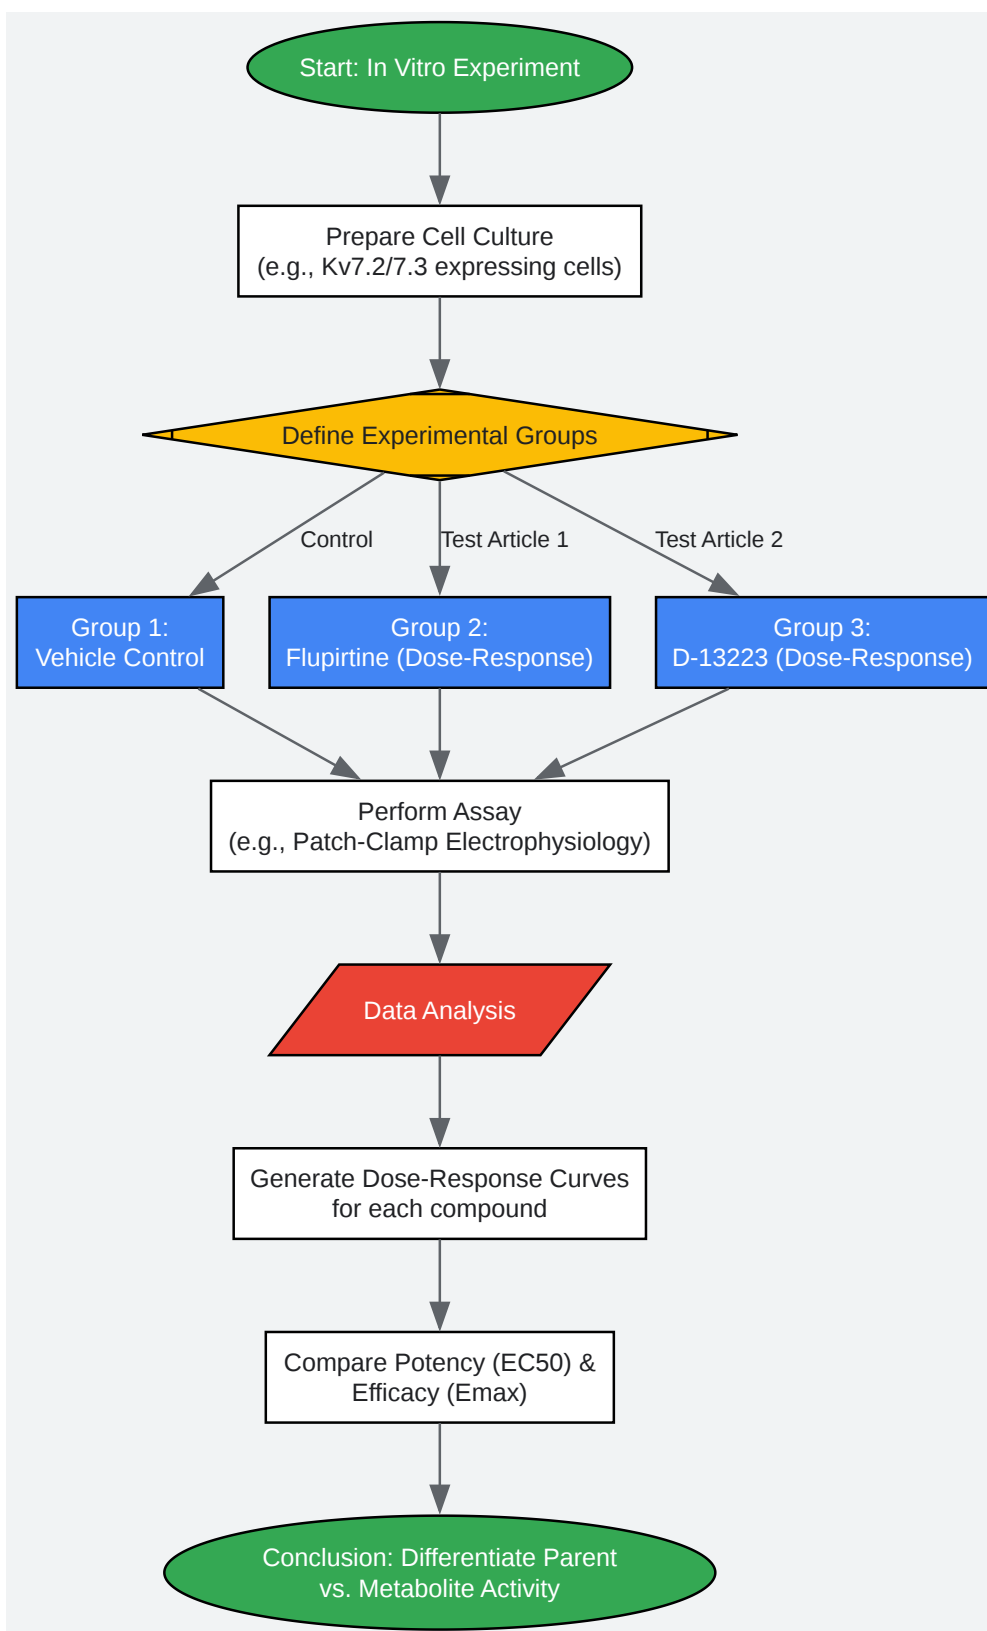 Start: In Vitro Experiment
Prepare Cell Culture
(e.g., Kv7.2/7.3 expressing cells)
Define Experimental Groups
Control
Test Article 1
Test Article 2
Group 1:
Vehicle Control
Group 2:
Flupirtine (Dose-Response)
Group 3:
D-13223 (Dose-Response)
Perform Assay
(e.g., Patch-Clamp Electrophysiology)
Data Analysis
Generate Dose-Response Curves
for each compound
Compare Potency (EC50) &
Efficacy (Emax)
Conclusion: Differentiate Parent
vs. Metabolite Activity